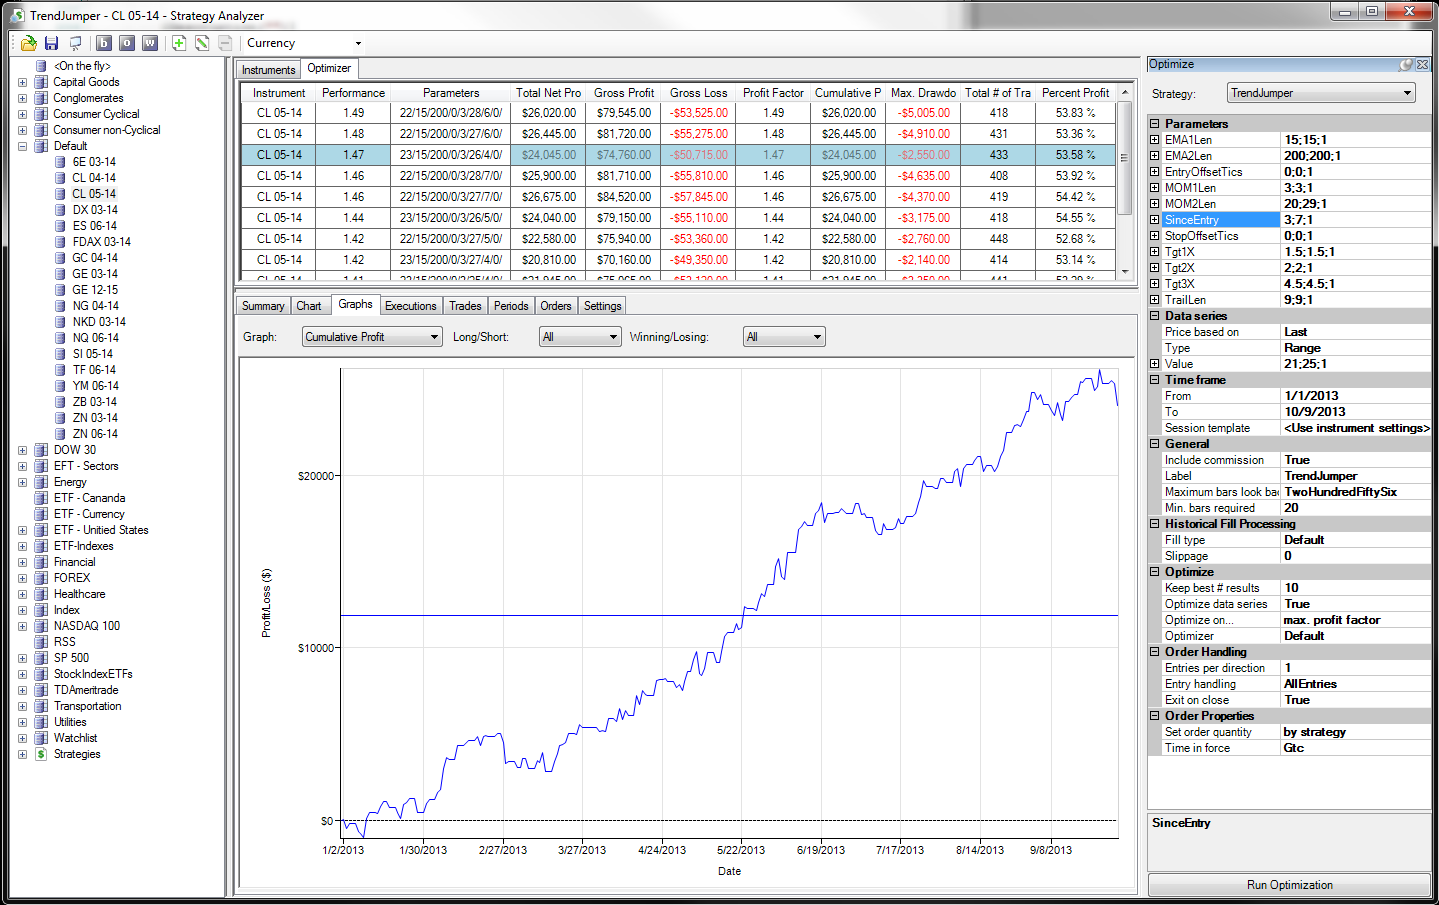 TrendJumper - CL 05-14 - Strategy Analyzer
b o w Currency
<On the fly>
Capital Goods
Conglomerates
Consumer Cyclical
Consumer non-Cyclical
Default
6E 03-14
CL 04-14
CL 05-14
DX 03-14
ES 06-14
FDAX 03-14
GC 04-14
GE 03-14
GE 12-15
NG 04-14
NKD 03-14
NQ 06-14
SI 05-14
TF 06-14
YM 06-14
ZB 03-14
ZN 03-14
ZN 06-14
DOW 30
EFT - Sectors
Energy
ETF - Cananda
ETF - Currency
ETF - Unitied States
ETF-Indexes
Financial
FOREX
Healthcare
Index
NASDAQ 100
RSS
SP 500
StockIndexETFs
TDAmeritrade
Transportation
Utilities
Watchlist
Strategies
Instruments Optimizer
Instrument Performance Parameters Total Net Pro Gross Profit Gross Loss Profit Factor Cumulative P Max. Drawdo Total # of Tra Percent Profit
CL 05-14 1.49 22/15/200/0/3/28/6/0/ $26,020.00 $79,545.00 -$53,525.00 1.49 $26,020.00 -$5,005.00 418 53.83 %
CL 05-14 1.48 22/15/200/0/3/27/6/0/ $26,445.00 $81,720.00 -$55,275.00 1.48 $26,445.00 -$4,910.00 431 53.36 %
CL 05-14 1.47 23/15/200/0/3/26/4/0/ $24,045.00 $74,760.00 -$50,715.00 1.47 $24,045.00 -$2,550.00 433 53.58 %
CL 05-14 1.46 22/15/200/0/3/28/7/0/ $25,900.00 $81,710.00 -$55,810.00 1.46 $25,900.00 -$4,635.00 408 53.92 %
CL 05-14 1.46 22/15/200/0/3/27/7/0/ $26,675.00 $84,520.00 -$57,845.00 1.46 $26,675.00 -$4,370.00 419 54.42 %
CL 05-14 1.44 23/15/200/0/3/26/5/0/ $24,040.00 $79,150.00 -$55,110.00 1.44 $24,040.00 -$3,175.00 418 54.55 %
CL 05-14 1.42 22/15/200/0/3/27/5/0/ $22,580.00 $75,940.00 -$53,360.00 1.42 $22,580.00 -$2,760.00 448 52.68 %
CL 05-14 1.42 23/15/200/0/3/27/4/0/ $20,810.00 $70,160.00 -$49,350.00 1.42 $20,810.00 -$2,140.00 414 53.14 %
Summary Chart Graphs Executions Trades Periods Orders Settings
Graph: Cumulative Profit Long/Short: All Winning/Losing: All
Profit/Loss ($)
$20000
$10000
$0
1/2/2013 1/30/2013 2/27/2013 3/27/2013 4/24/2013 5/22/2013 6/19/2013 7/17/2013 8/14/2013 9/8/2013
Date
Optimize
Strategy: TrendJumper
Parameters
EMA1Len 15;15;1
EMA2Len 200;200;1
EntryOffsetTics 0;0;1
MOM1Len 3;3;1
MOM2Len 20;29;1
SinceEntry 3;7;1
StopOffsetTics 0;0;1
Tgt1X 1.5;1.5;1
Tgt2X 2;2;1
Tgt3X 4.5;4.5;1
TrailLen 9;9;1
Data series
Price based on Last
Type Range
Value 21;25;1
Time frame
From 1/1/2013
To 10/9/2013
Session template <Use instrument settings>
General
Include commission True
Label TrendJumper
Maximum bars look bac TwoHundredFiftySix
Min. bars required 20
Historical Fill Processing
Fill type Default
Slippage 0
Optimize
Keep best # results 10
Optimize data series True
Optimize on... max. profit factor
Optimizer Default
Order Handling
Entries per direction 1
Entry handling AllEntries
Exit on close True
Order Properties
Set order quantity by strategy
Time in force Gtc
SinceEntry
Run Optimization